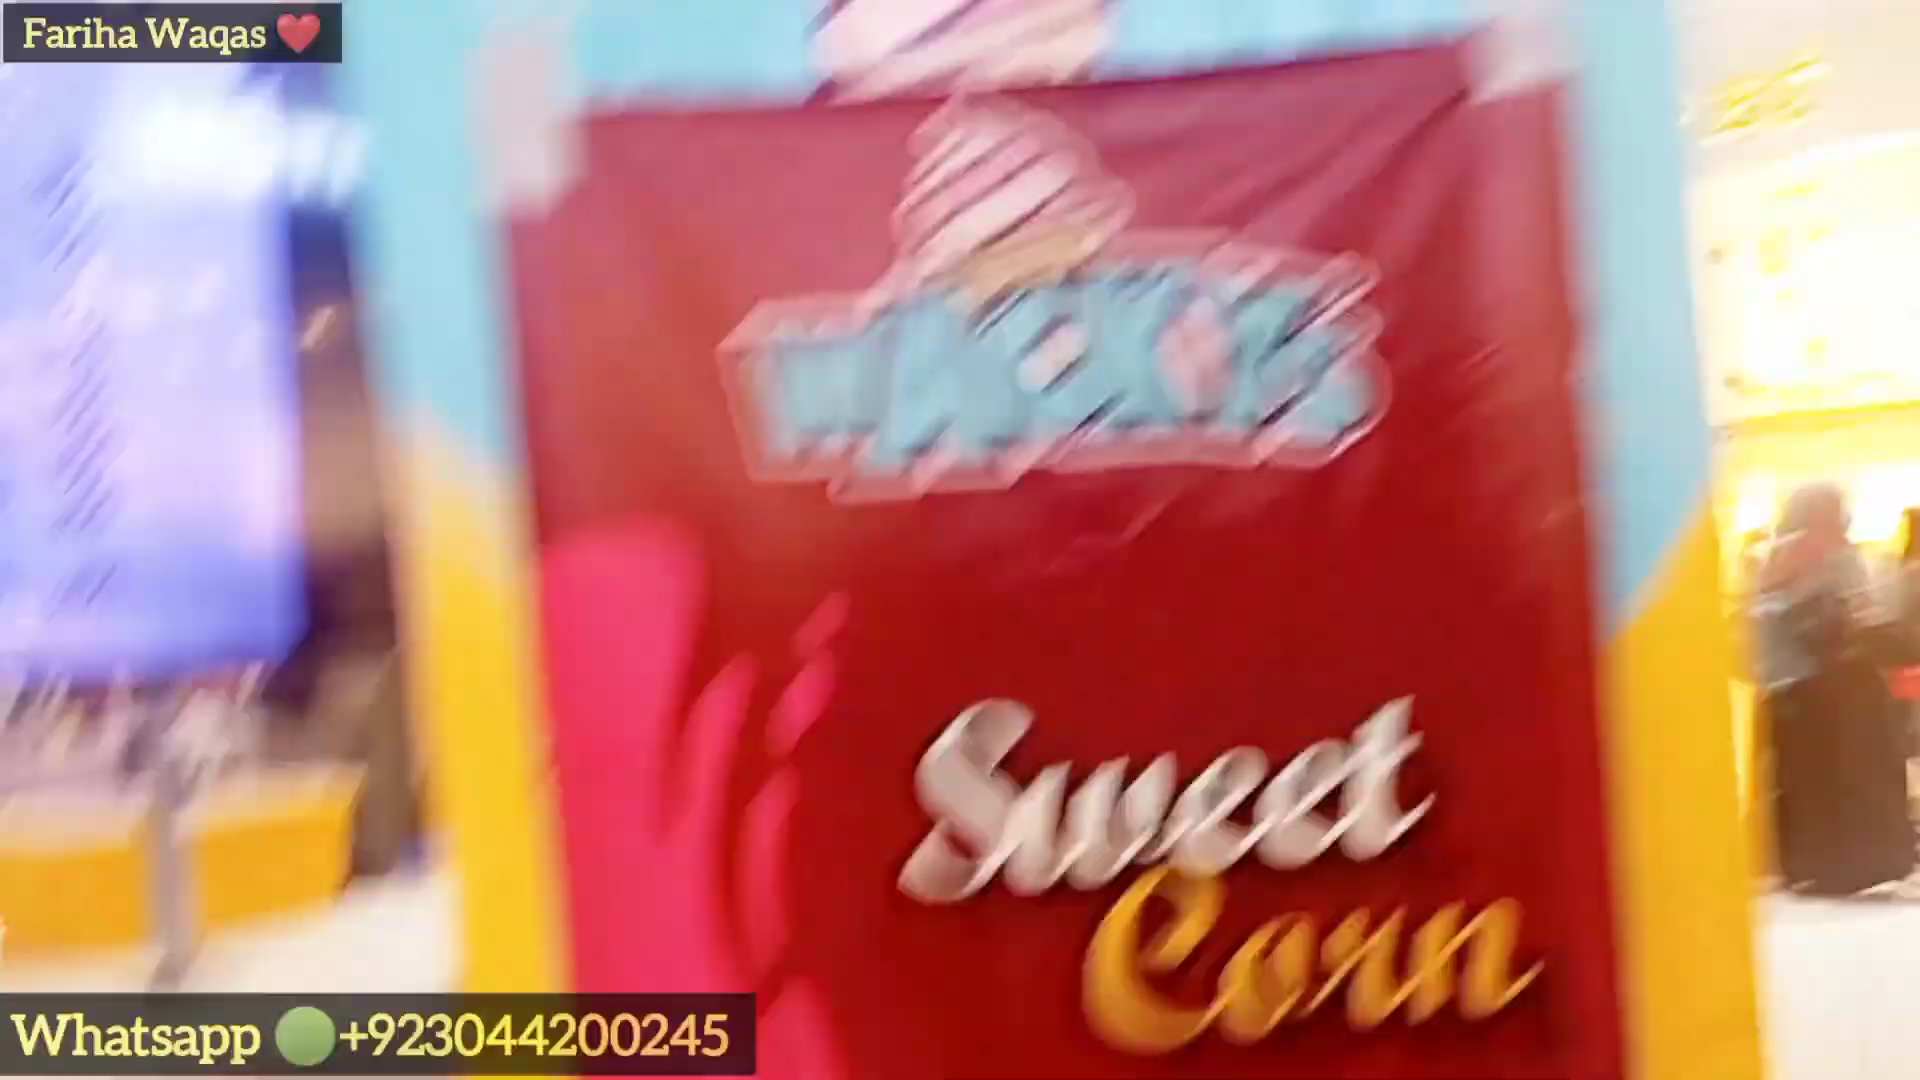 Fariha Waqas ❤️
Sweet
Corn
Whatsapp 🟢+923044200245